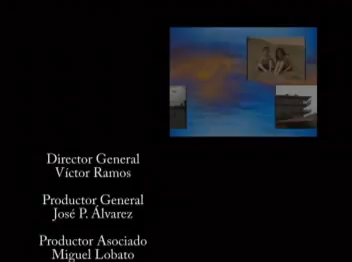 Director General
Víctor Ramos
Productor General
José P. Álvarez
Productor Asociado
Miguel Lobato